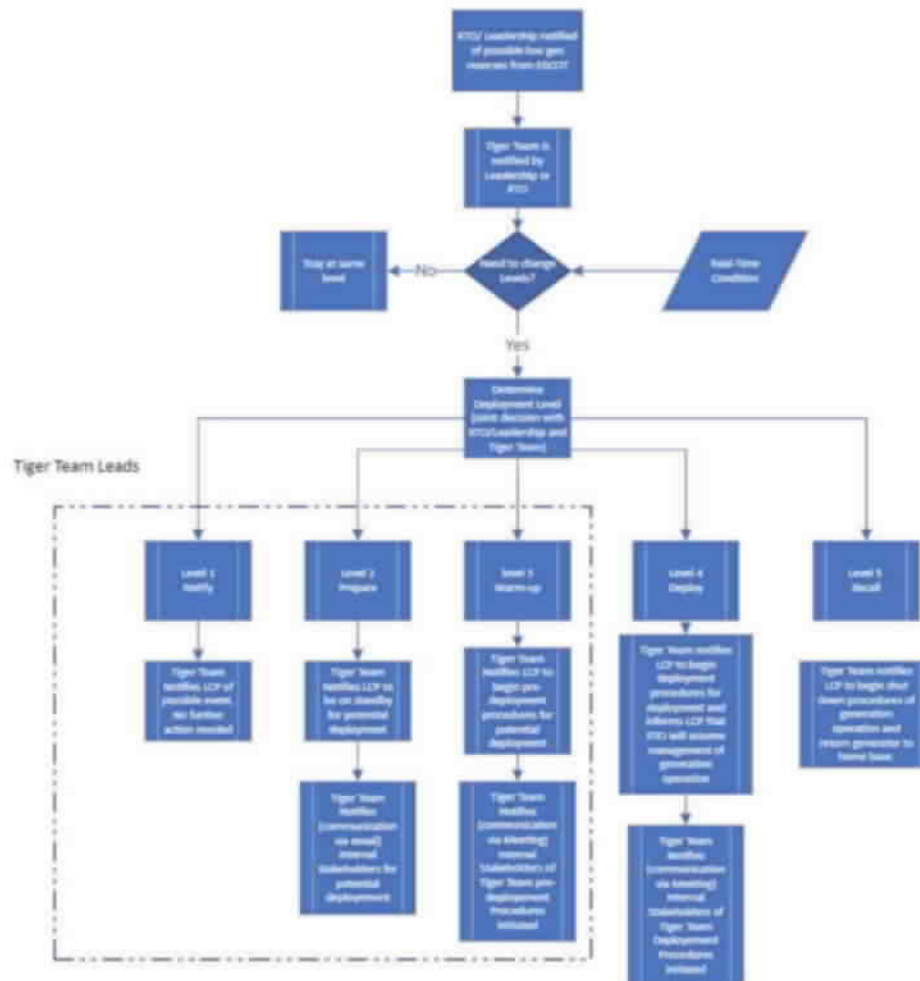 RTO/ Leadership notified
of possible low gen
reserves from ERCOT
Tiger Team is
notified by
Leadership or
RTO
Need to change
Levels?
Real-Time
Condition
No
Stay at same
level
Yes
Determine
Deployment Level
(joint decision with
RTO/Leadership and
Tiger Team)
Tiger Team Leads
Level 1
Notify
Level 2
Prepare
level 3
Warm-up
Level 4
Deploy
Level 5
Recall
Tiger Team
Notifies LCP of
possible event.
No further
action needed
Tiger Team
Notifies LCP to
be on standby
for potential
deployment
Tiger Team
Notifies LCP to
begin pre-
deployment
procedures for
potential
deployment
Tiger Team notifies
LCP to begin
deployment
procedures for
deployment and
informs LCP that
RTO will assume
management of
generation
operation
Tiger Team notifies
LCP to begin shut
down procedures of
generation
operation and
return generator to
home base
Tiger Team
Notifies
(communication
via email)
Internal
Stakeholders for
potential
deployment
Tiger Team
Notifies
(communication
via Meeting)
Internal
Stakeholders of
Tiger Team pre-
deployment
Procedures
initiated
Tiger Team
Notifies
(communication
via Meeting)
Internal
Stakeholders of
Tiger Team
Deployement
Procedures
initiated